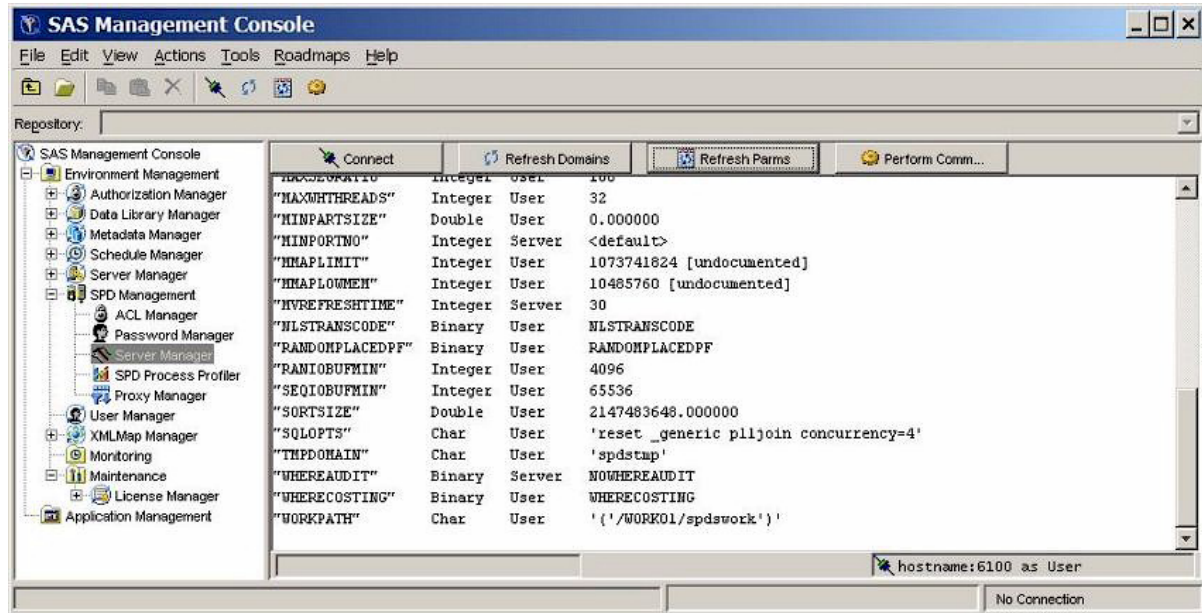 SAS Management Console
File Edit View Actions Tools Roadmaps Help
Repository:
SAS Management Console
Environment Management
Authorization Manager
Data Library Manager
Metadata Manager
Schedule Manager
Server Manager
SPD Management
ACL Manager
Password Manager
Server Manager
SPD Process Profiler
Proxy Manager
User Manager
XMLMap Manager
Monitoring
Maintenance
License Manager
Application Management
Connect Refresh Domains Refresh Parms Perform Comm...
"MAXSEGRATIO" Integer User 100
"MAXWHTHREADS" Integer User 32
"MINPARTSIZE" Double User 0.000000
"MINPORTNO" Integer Server <default>
"MMAPLIMIT" Integer User 1073741824 [undocumented]
"MMAPLOWMEM" Integer User 10485760 [undocumented]
"MVREFRESHTIME" Integer Server 30
"NLSTRANSCODE" Binary User NLSTRANSCODE
"RANDOMPLACEDPF" Binary User RANDOMPLACEDPF
"RANIOBUFMIN" Integer User 4096
"SEQIOBUFMIN" Integer User 65536
"SORTSIZE" Double User 2147483648.000000
"SQLOPTS" Char User 'reset _generic plljoin concurrency=4'
"TMPDOMAIN" Char User 'spdstmp'
"WHEREAUDIT" Binary Server NOWHEREAUDIT
"WHERECOSTING" Binary User WHERECOSTING
"WORKPATH" Char User '('/WORK01/spdswork')'
hostname:6100 as User
No Connection